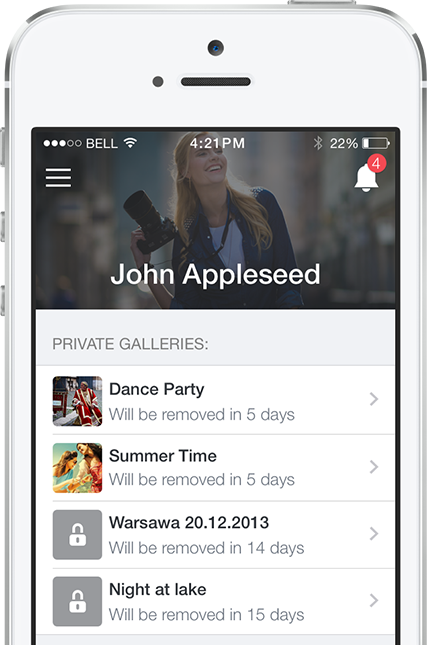 BELL 4:21PM 22%
4
John Appleseed
PRIVATE GALLERIES:
Dance Party
Will be removed in 5 days
Summer Time
Will be removed in 5 days
Warsawa 20.12.2013
Will be removed in 14 days
Night at lake
Will be removed in 15 days